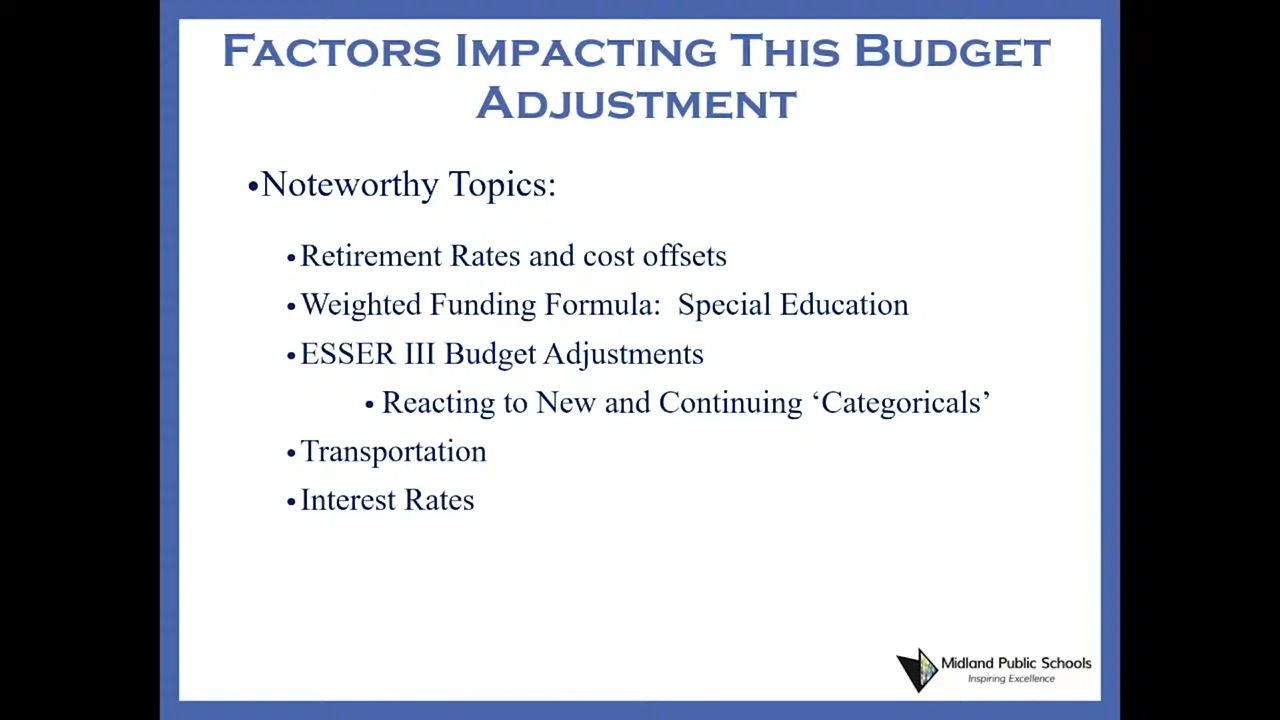 FACTORS IMPACTING THIS BUDGET
ADJUSTMENT
•Noteworthy Topics:
•Retirement Rates and cost offsets
•Weighted Funding Formula:  Special Education
•ESSER III Budget Adjustments
• Reacting to New and Continuing ‘Categoricals’
•Transportation
•Interest Rates
Midland Public Schools
Inspiring Excellence